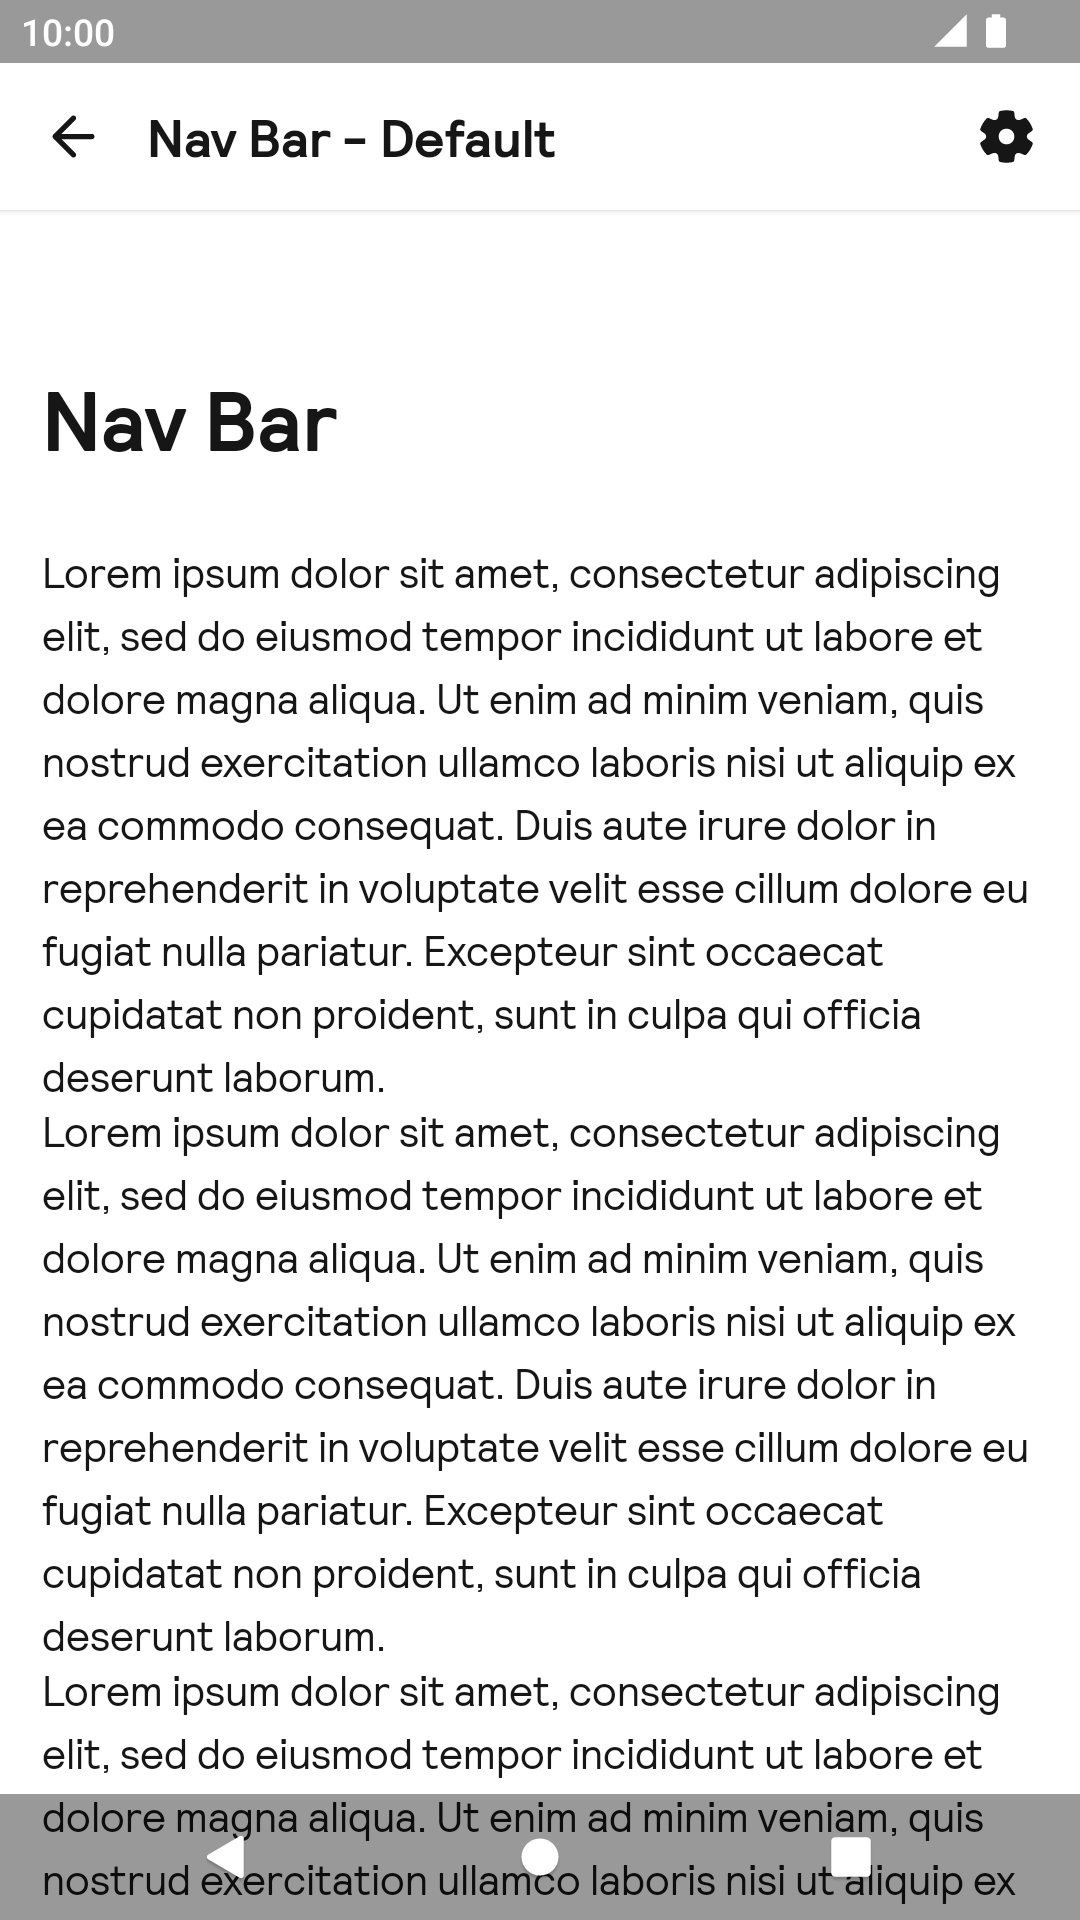 10:00
Nav Bar - Default
Nav Bar
Lorem ipsum dolor sit amet, consectetur adipiscing
elit, sed do eiusmod tempor incididunt ut labore et
dolore magna aliqua. Ut enim ad minim veniam, quis
nostrud exercitation ullamco laboris nisi ut aliquip ex
ea commodo consequat. Duis aute irure dolor in
reprehenderit in voluptate velit esse cillum dolore eu
fugiat nulla pariatur. Excepteur sint occaecat
cupidatat non proident, sunt in culpa qui officia
deserunt laborum.
Lorem ipsum dolor sit amet, consectetur adipiscing
elit, sed do eiusmod tempor incididunt ut labore et
dolore magna aliqua. Ut enim ad minim veniam, quis
nostrud exercitation ullamco laboris nisi ut aliquip ex
ea commodo consequat. Duis aute irure dolor in
reprehenderit in voluptate velit esse cillum dolore eu
fugiat nulla pariatur. Excepteur sint occaecat
cupidatat non proident, sunt in culpa qui officia
deserunt laborum.
Lorem ipsum dolor sit amet, consectetur adipiscing
elit, sed do eiusmod tempor incididunt ut labore et
dolore magna aliqua. Ut enim ad minim veniam, quis
nostrud exercitation ullamco laboris nisi ut aliquip ex